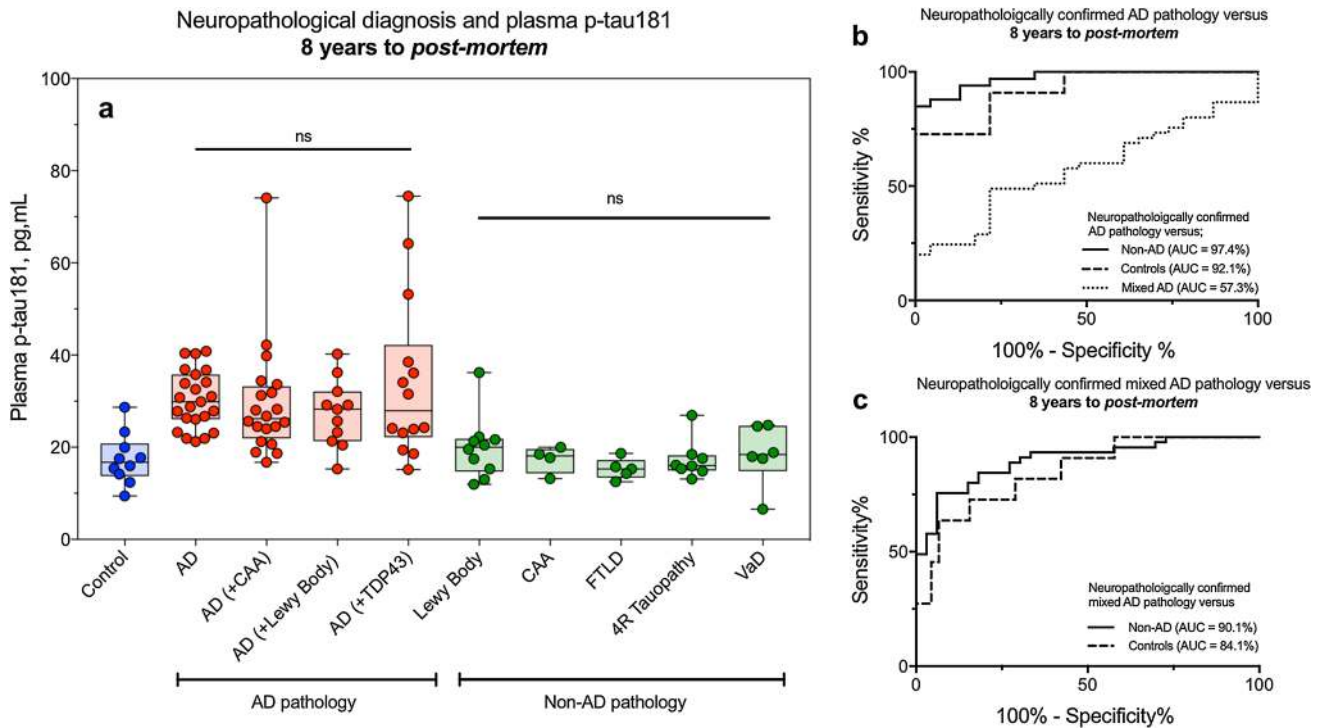 Neuropathological diagnosis and plasma p-tau181
8 years to post-mortem
a
Plasma p-tau181, pg,mL
100
80
60
40
20
0
ns
ns
Control
AD
AD (+CAA)
AD (+Lewy Body)
AD (+TDP43)
Lewy Body
CAA
FTLD
4R Tauopathy
VaD
AD pathology
Non-AD pathology
b
Neuropatholoigcally confirmed AD pathology versus
8 years to post-mortem
Sensitivity %
100
50
0
Neuropatholoigcally confirmed
AD pathology versus;
Non-AD (AUC = 97.4%)
Controls (AUC = 92.1%)
Mixed AD (AUC = 57.3%)
0
50
100
100% - Specificity %
Neuropatholoigcally confirmed mixed AD pathology versus
8 years to post-mortem
c
Sensitivity%
100
50
0
Neuropatholoigcally confirmed
mixed AD pathology versus
Non-AD (AUC = 90.1%)
Controls (AUC = 84.1%)
0
50
100
100% - Specificity%